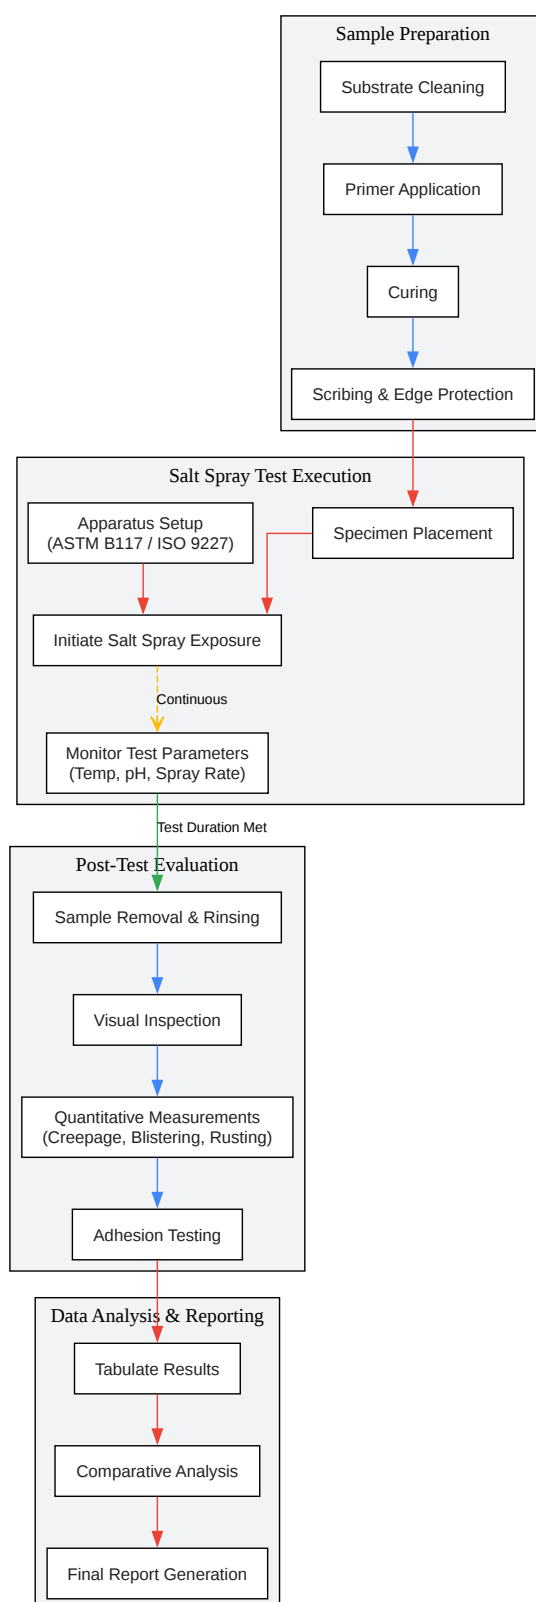 Sample Preparation
Substrate Cleaning
Primer Application
Curing
Scribing & Edge Protection
Salt Spray Test Execution
Apparatus Setup
(ASTM B117 / ISO 9227)
Specimen Placement
Initiate Salt Spray Exposure
Continuous
Monitor Test Parameters
(Temp, pH, Spray Rate)
Test Duration Met
Post-Test Evaluation
Sample Removal & Rinsing
Visual Inspection
Quantitative Measurements
(Creepage, Blistering, Rusting)
Adhesion Testing
Data Analysis & Reporting
Tabulate Results
Comparative Analysis
Final Report Generation